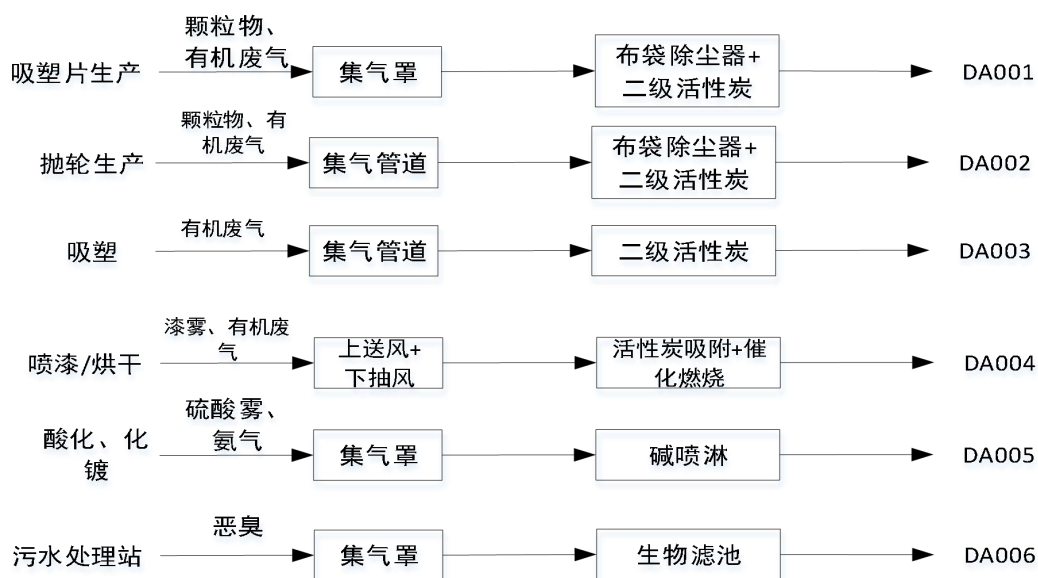 颗粒物、
有机废气
吸塑片生产
集气罩
布袋除尘器+
二级活性炭
DA001
颗粒物、有
机废气
抛轮生产
集气管道
布袋除尘器+
二级活性炭
DA002
有机废气
吸塑
集气管道
二级活性炭
DA003
漆雾、有机废
气
喷漆/烘干
上送风+
下抽风
活性炭吸附+催
化燃烧
DA004
硫酸雾、
氨气
酸化、化
镀
集气罩
碱喷淋
DA005
恶臭
污水处理站
集气罩
生物滤池
DA006